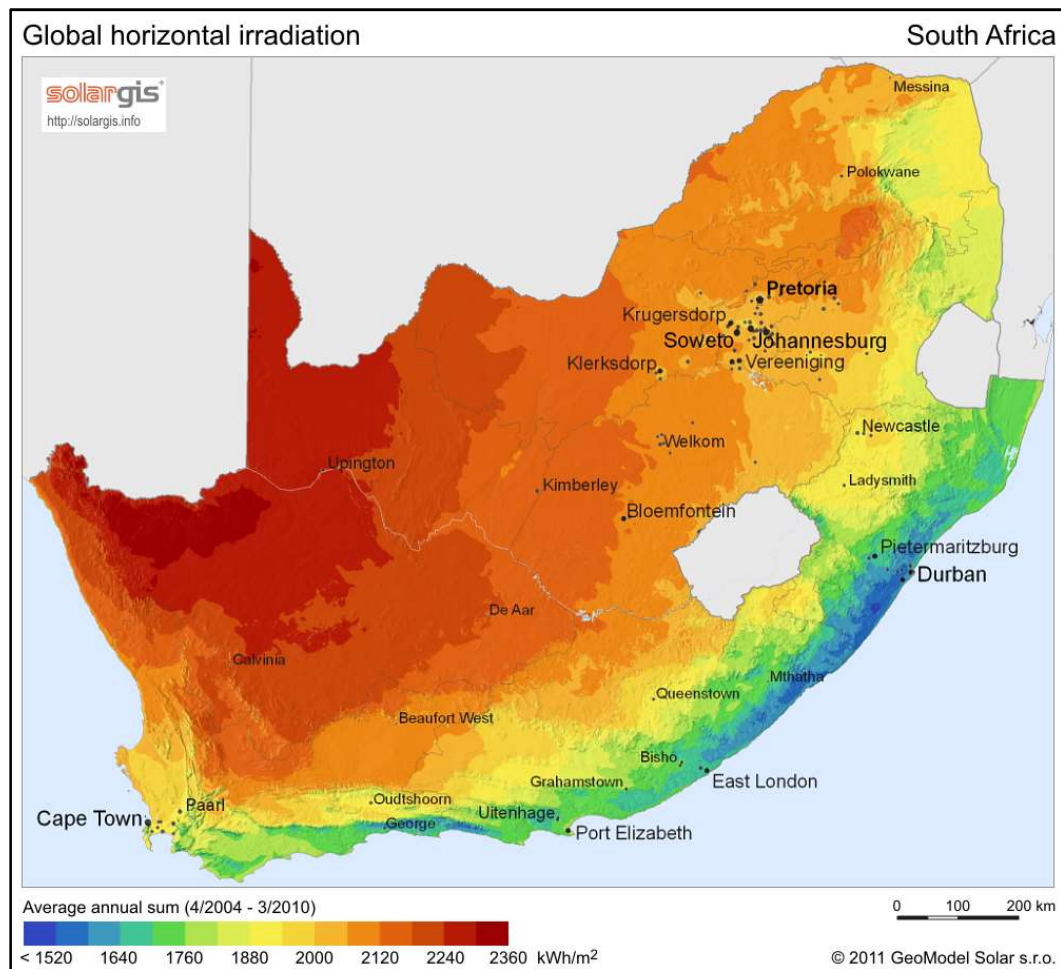 Global horizontal irradiation
South Africa
solargis
http://solargis.info
Messina
Polokwane
Pretoria
Krugersdorp
Soweto
Johannesburg
Klerksdorp
Vereeniging
Newcastle
Welkom
Upington
Kimberley
Ladysmith
Bloemfontein
Pietermaritzburg
Durban
De Aar
Calvinia
Mthatha
Queenstown
Beaufort West
Bisho
East London
Grahamstown
Oudtshoorn
Paarl
Uitenhage
Cape Town
George
Port Elizabeth
Average annual sum (4/2004 - 3/2010)
0 100 200 km
< 1520 1640 1760 1880 2000 2120 2240 2360 kWh/m²
© 2011 GeoModel Solar s.r.o.